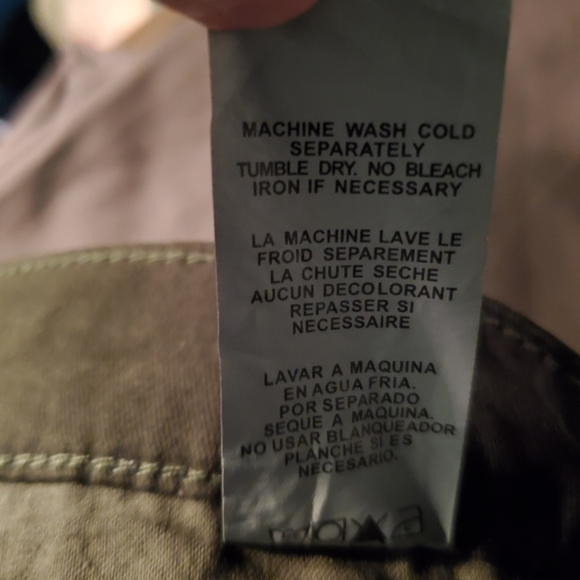 MACHINE WASH COLD
SEPARATELY
TUMBLE DRY. NO BLEACH
IRON IF NECESSARY
LA MACHINE LAVE LE
FROID SEPAREMENT
LA CHUTE SECHE
AUCUN DECOLORANT
REPASSER SI
NECESSAIRE
LAVAR A MAQUINA
EN AGUA FRIA.
POR SEPARADO
SEQUE A MAQUINA.
NO USAR BLANQUEADOR
PLANCHE SI ES
NECESARIO.